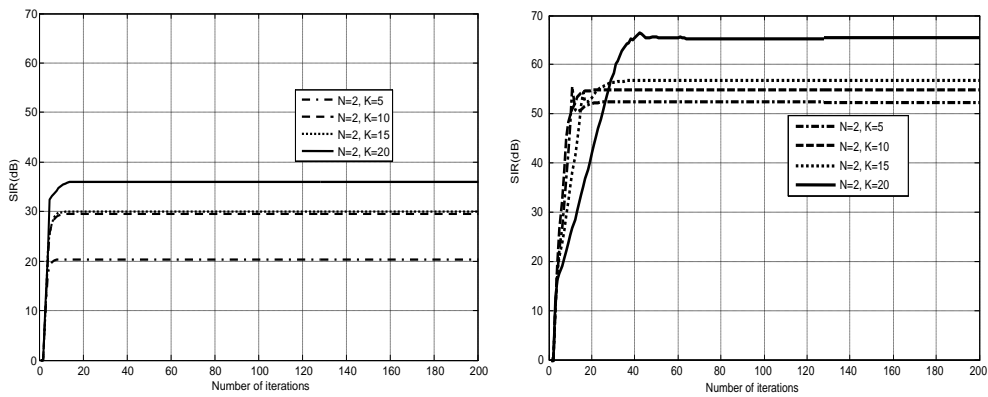 70
60
50
40
30
20
10
0
SIR(dB)
N=2, K=5
N=2, K=10
N=2, K=15
N=2, K=20
0 20 40 60 80 100 120 140 160 180 200
Number of iterations
70
60
50
40
30
20
10
0
SIR(dB)
N=2, K=5
N=2, K=10
N=2, K=15
N=2, K=20
0 20 40 60 80 100 120 140 160 180 200
Number of iterations